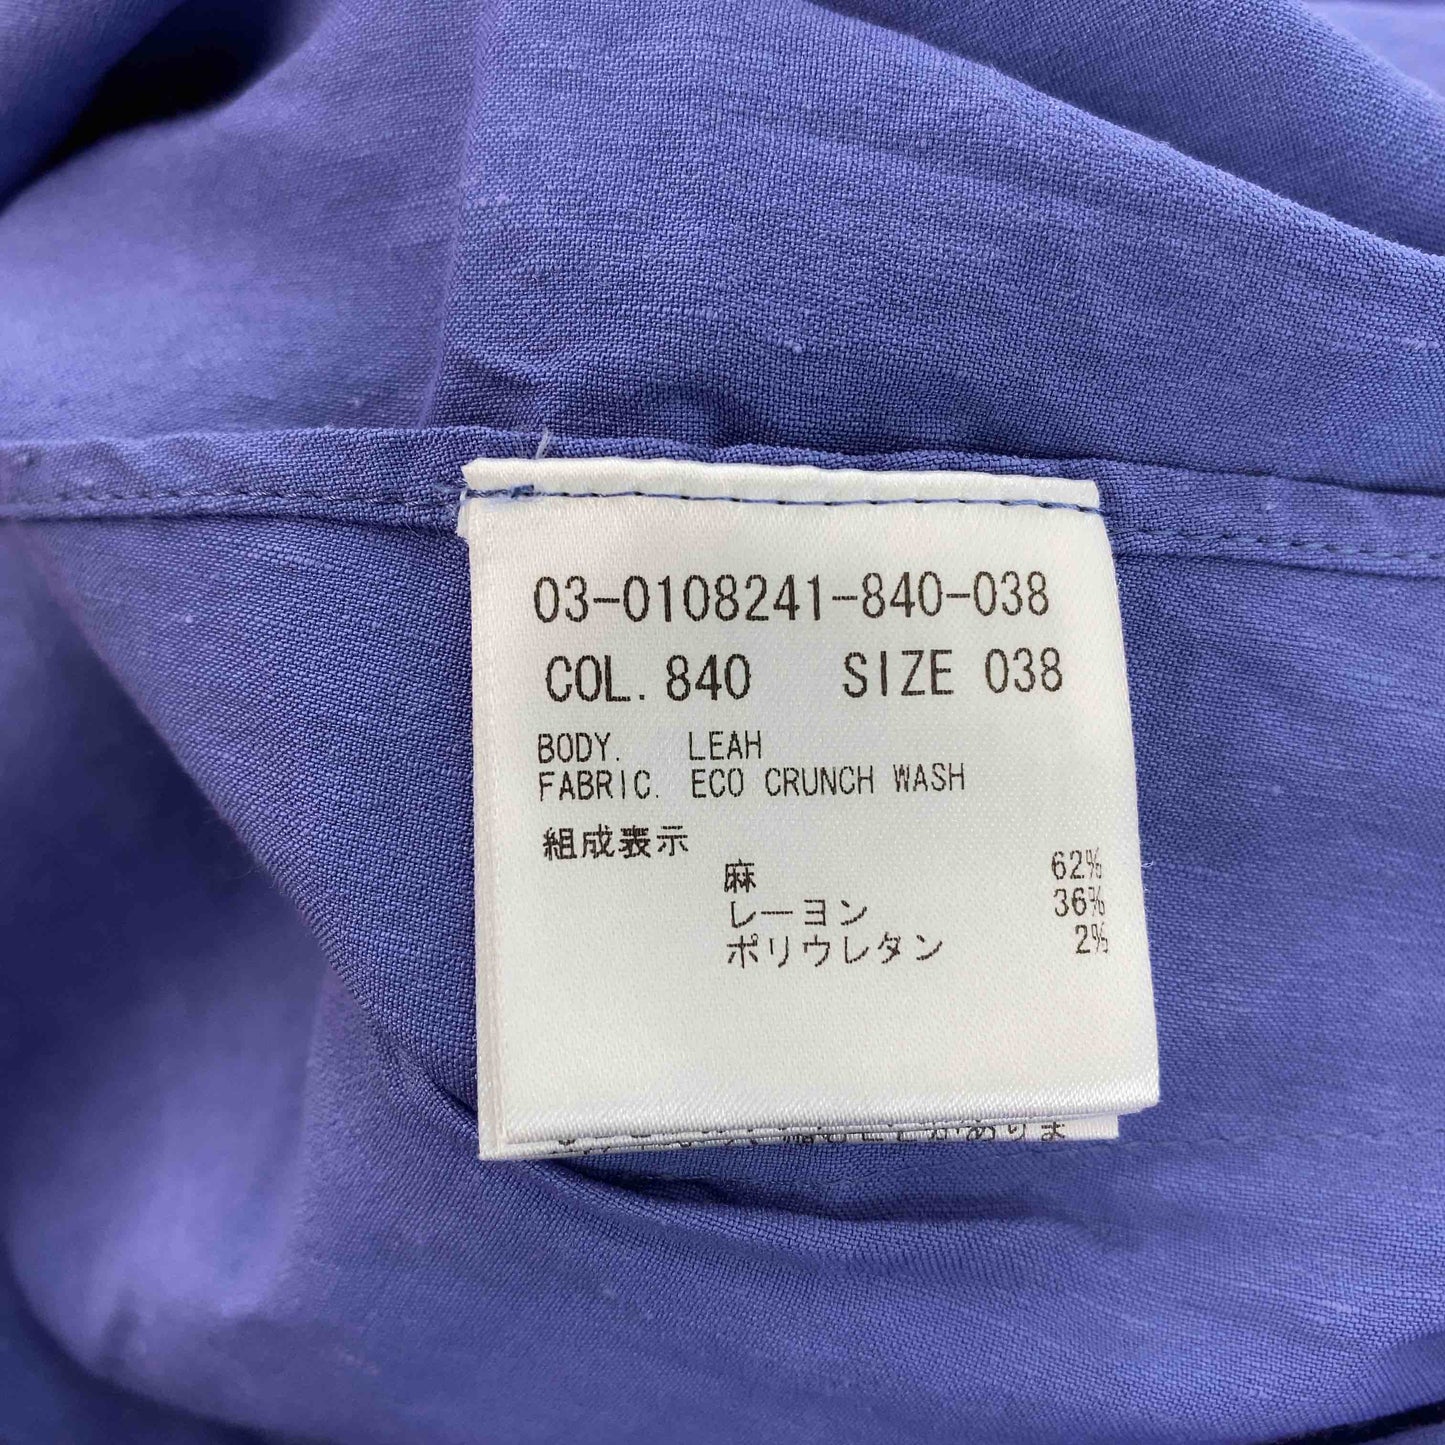 03-0108241-840-038
COL. 840 SIZE 038
BODY. LEAH
FABRIC. ECO CRUNCH WASH
組成表示
麻 62%
レーヨン 36%
ポリウレタン 2%